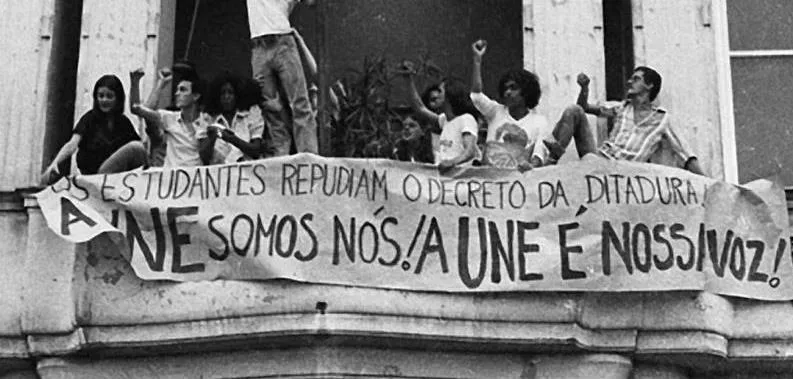 OS ESTUDANTES REPUDIAM O DECRETO DA DITADURA!
A UNE SOMOS NÓS! A UNE É NOSSA VOZ!